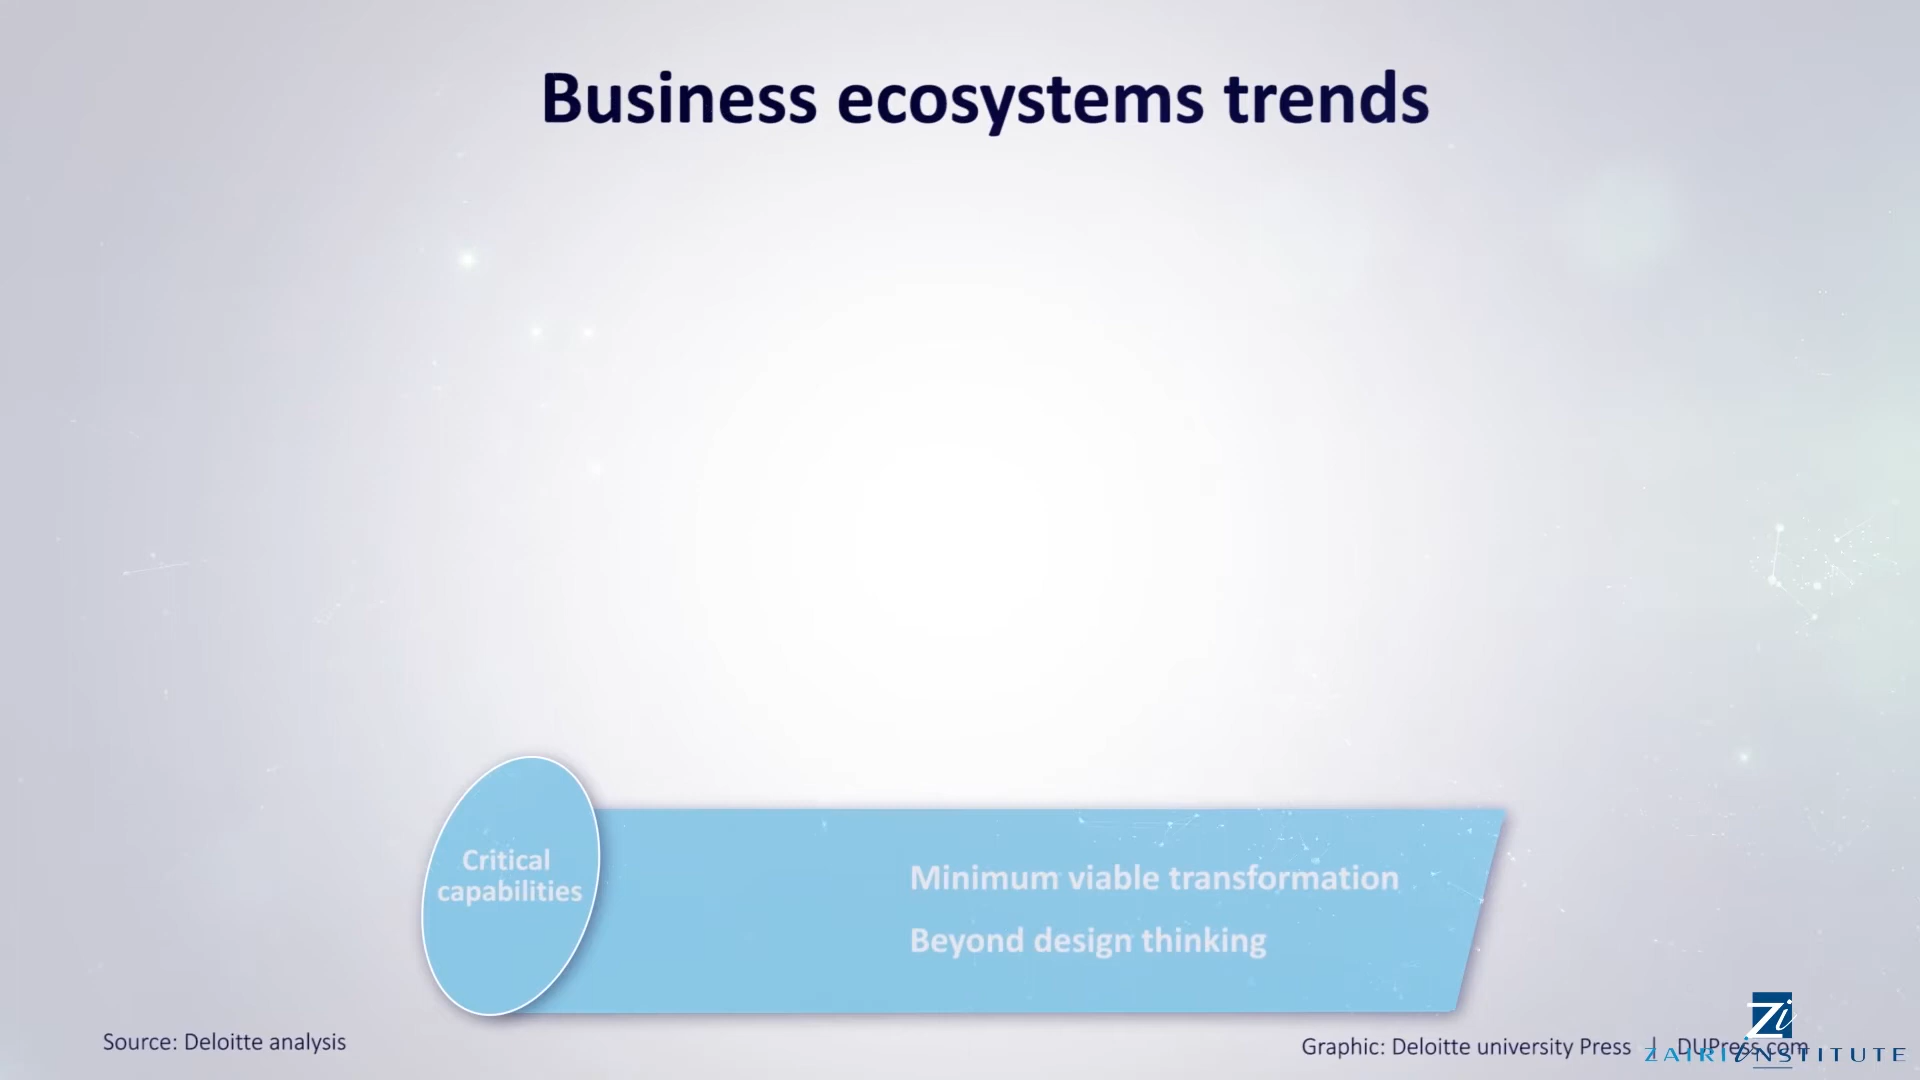 Business ecosystems trends
Critical
capabilities
Minimum viable transformation
Beyond design thinking
Source: Deloitte analysis
Graphic: Deloitte university Press | DUPress.com
Zi
ZAIRI INSTITUTE